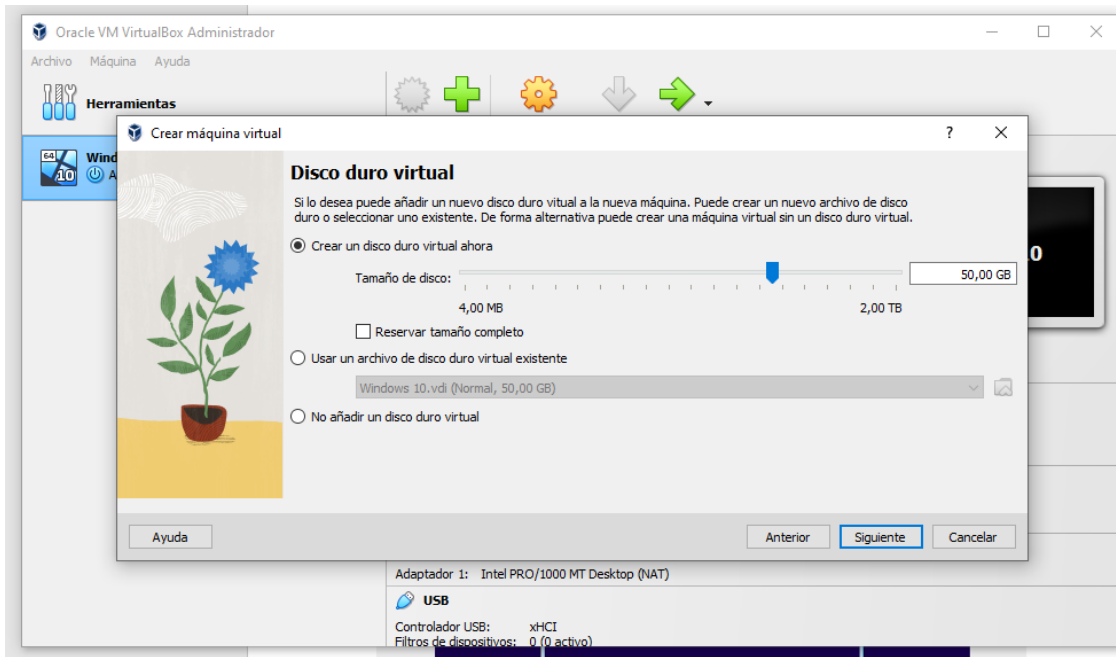 Oracle VM VirtualBox Administrador
Archivo Máquina Ayuda
Herramientas
Crear máquina virtual
?
64
10
Wind
A
Disco duro virtual
Si lo desea puede añadir un nuevo disco duro vitual a la nueva máquina. Puede crear un nuevo archivo de disco
duro o seleccionar uno existente. De forma alternativa puede crear una máquina virtual sin un disco duro virtual.
Crear un disco duro virtual ahora
.0
Tamaño de disco: 50,00 GB
4,00 MB 2,00 TB
Reservar tamaño completo
Usar un archivo de disco duro virtual existente
Windows 10.vdi (Normal, 50,00 GB)
No añadir un disco duro virtual
Ayuda Anterior Siguiente Cancelar
Adaptador 1: Intel PRO/1000 MT Desktop (NAT)
USB
Controlador USB: xHCI
Filtros de dispositivos: 0 (0 activo)